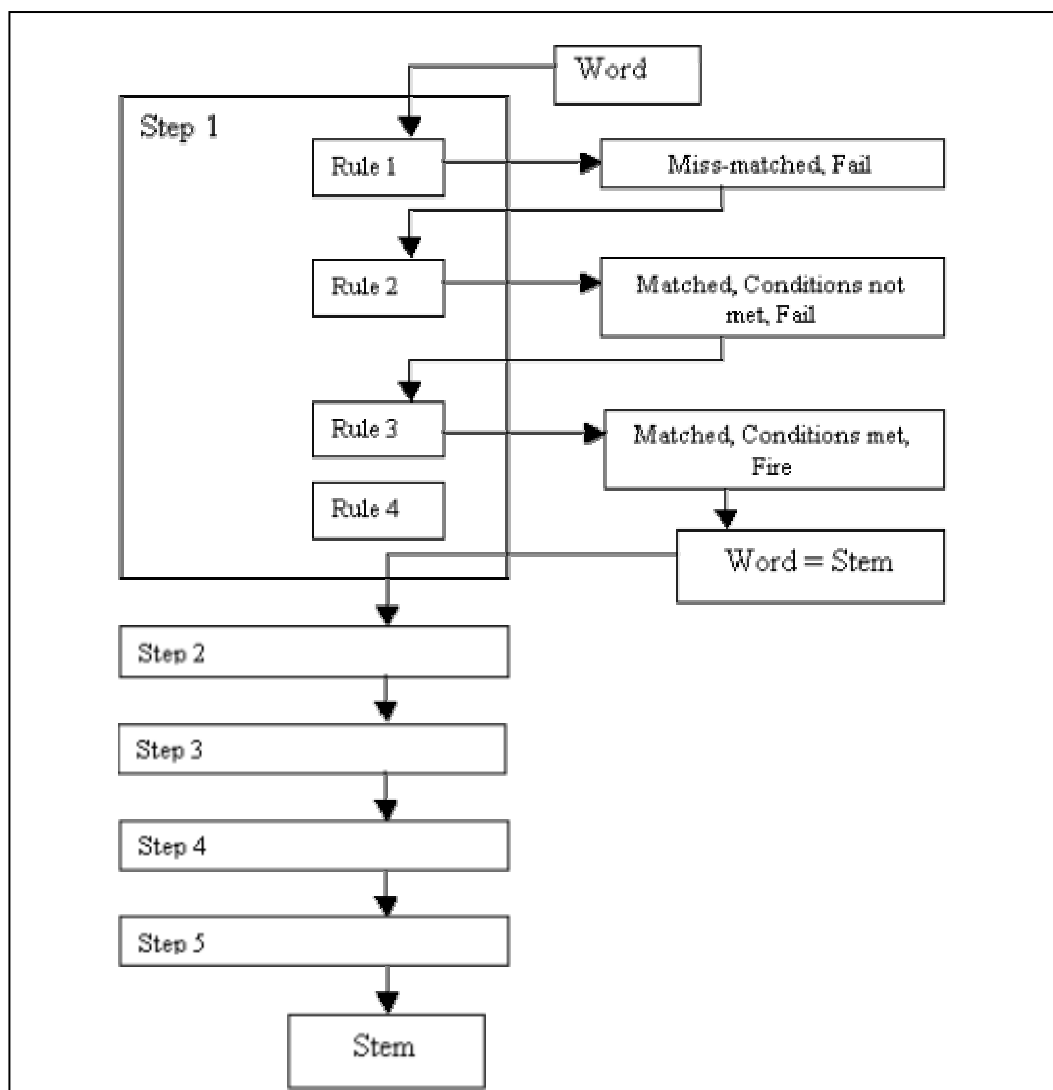 Word
Step 1
Rule 1
Miss-matched, Fail
Rule 2
Matched, Conditions not
met, Fail
Rule 3
Matched, Conditions met,
Fire
Rule 4
Word = Stem
Step 2
Step 3
Step 4
Step 5
Stem